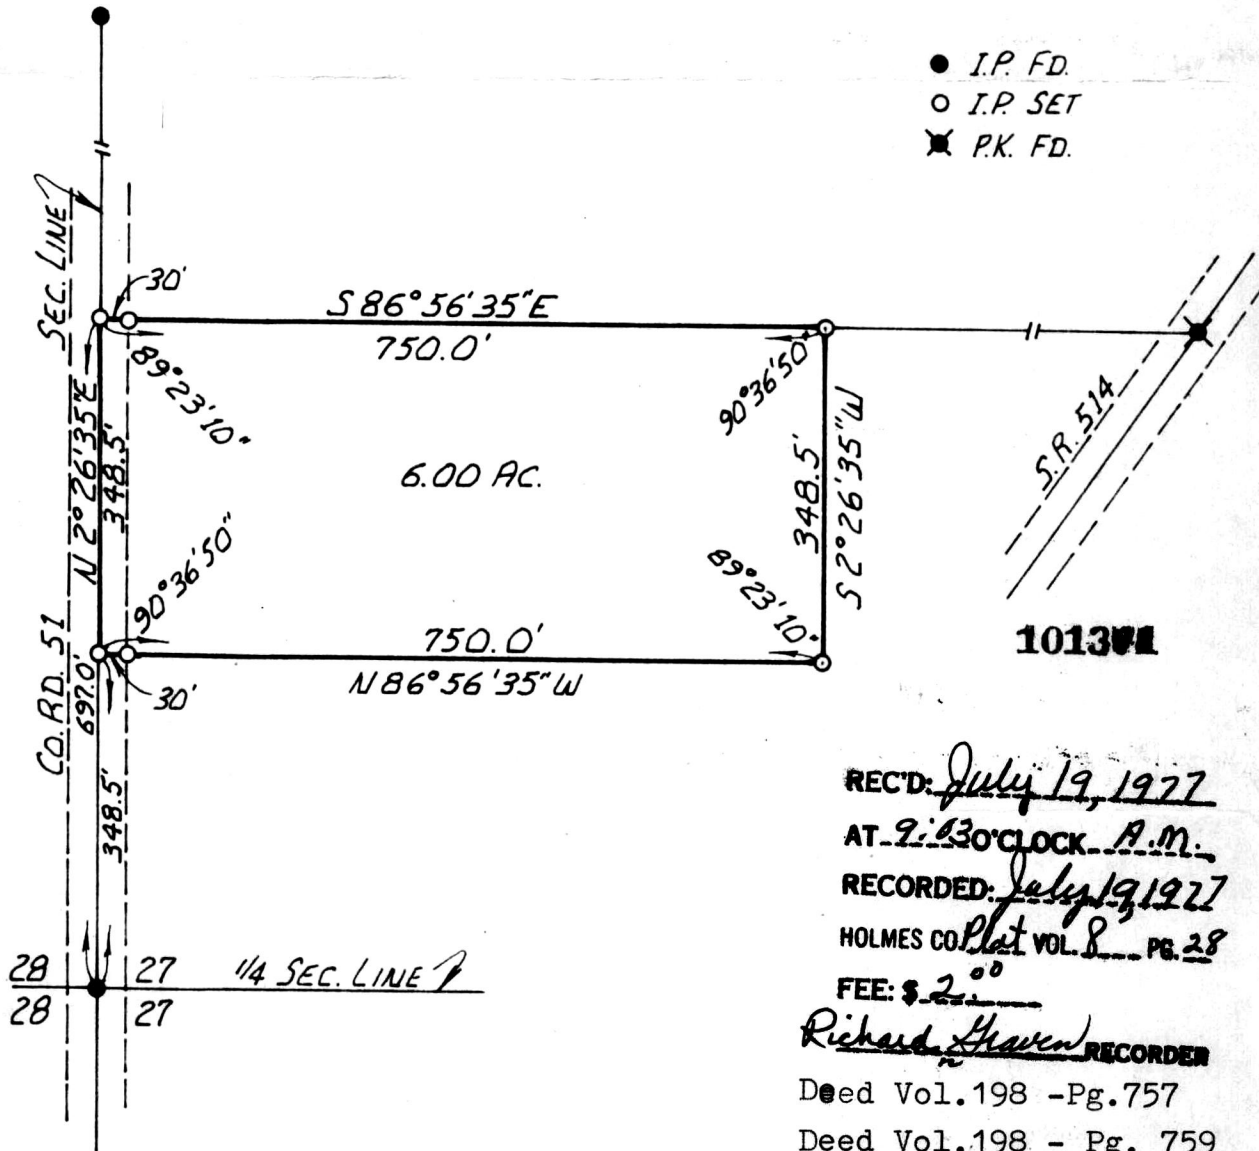 I.P. FD.
I.P. SET
P.K. FD.
SEC. LINE
30'
S 86° 56' 35" E
750.0'
89° 23' 10"
90° 36' 50"
N 2° 26' 35" E
348.5'
6.00 AC.
348.5'
S 2° 26' 35" W
S.R. 514
90° 36' 50"
89° 23' 10"
750.0'
N 86° 56' 35" W
30'
CO. RD. 51
697.0'
348.5'
28 27 1/4 SEC. LINE
28 27
REC'D: July 19, 1977
AT 9:03 O'CLOCK A.M.
RECORDED: July 19, 1977
HOLMES CO Plat VOL. 8 PG. 28
FEE: $ 2.00
Richard Graven RECORDER
Deed Vol.198 -Pg.757
Deed Vol.198 - Pg. 759